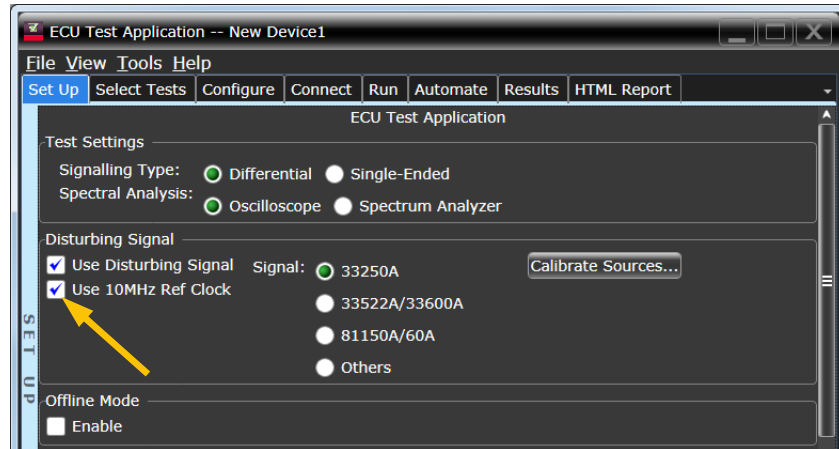 ECU Test Application -- New Device1
File View Tools Help
Set Up Select Tests Configure Connect Run Automate Results HTML Report
ECU Test Application
Test Settings
Signalling Type: Differential Single-Ended
Spectral Analysis: Oscilloscope Spectrum Analyzer
Disturbing Signal
Use Disturbing Signal Signal: 33250A Calibrate Sources...
Use 10MHz Ref Clock
33522A/33600A
81150A/60A
Others
SET UP
Offline Mode
Enable